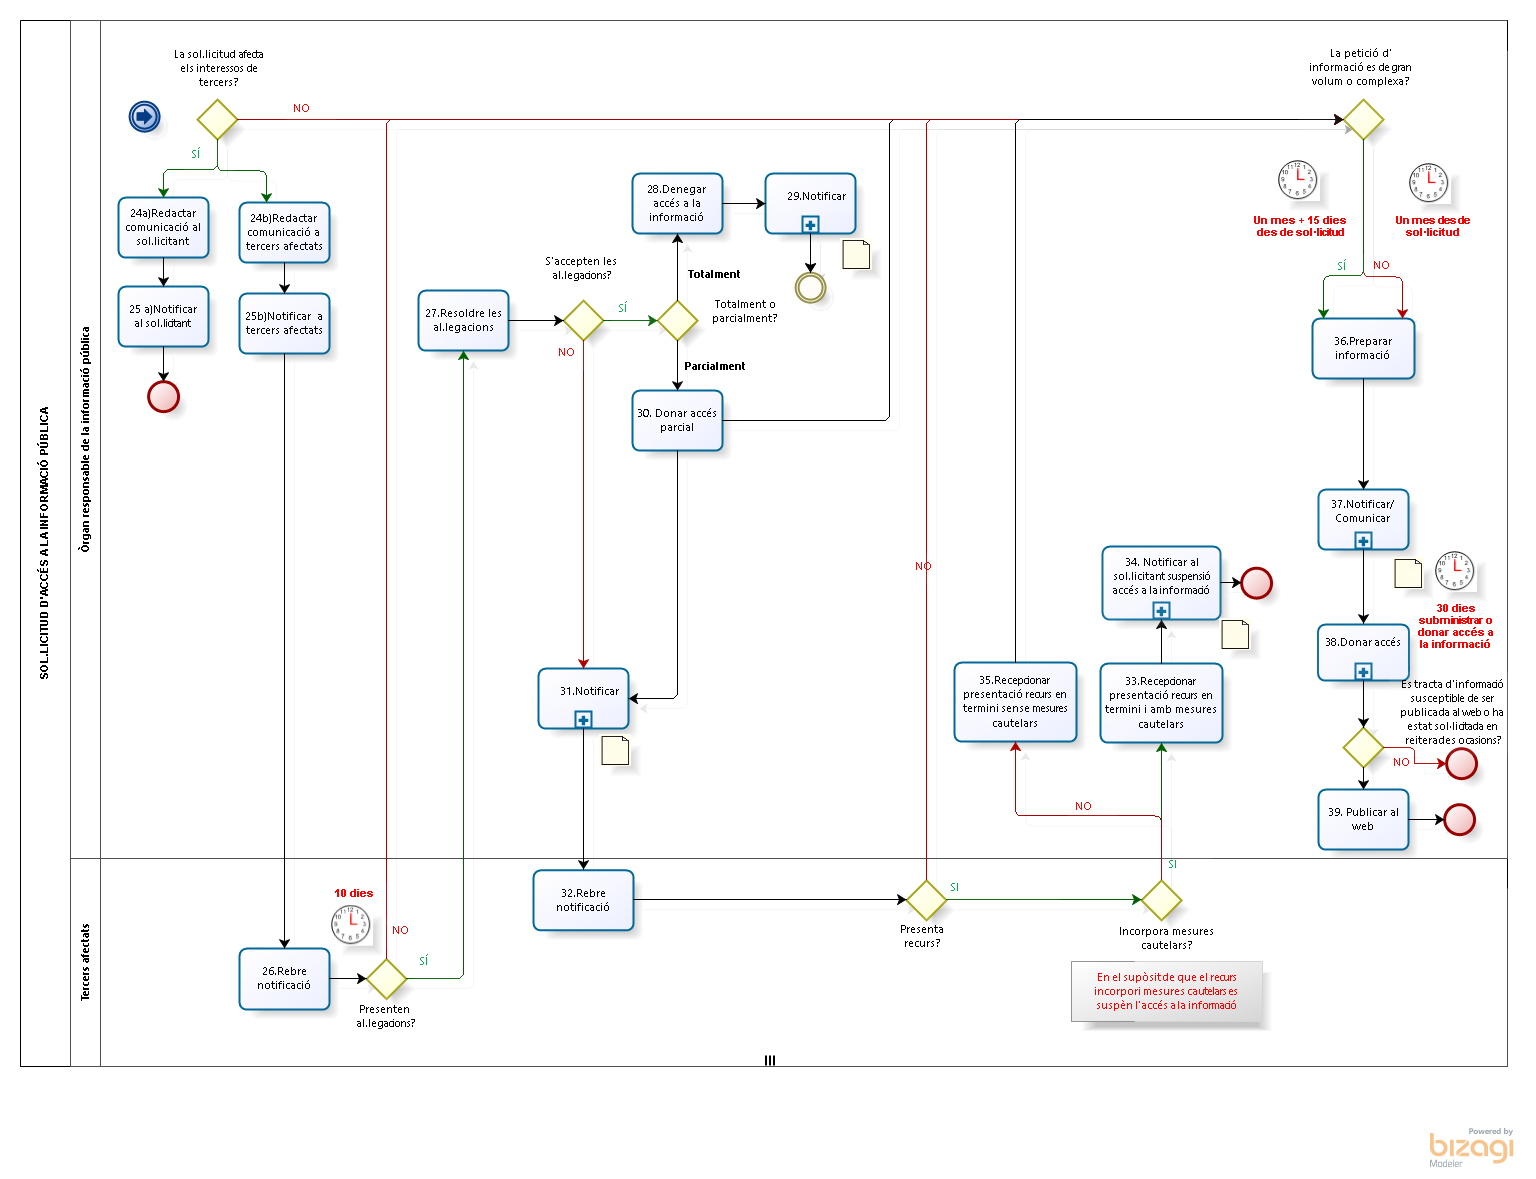 SOL.LICITUD D'ACCÉS A LA INFORMACIÓ PÚBLICA
Òrgan responsable de la informació pública
Tercers afectats
La sol.licitud afecta
els interessos de
tercers?
NO
SÍ
24a)Redactar
comunicació al
sol.licitant
24b)Redactar
comunicació a
tercers afectats
25 a)Notificar
al sol.licitant
25b)Notificar a
tercers afectats
27.Resoldre les
al.legacions
S'accepten les
al.legacions?
SÍ
NO
28.Denegar
accés a la
informació
29.Notificar
Totalment
Totalment o
parcialment?
Parcialment
30. Donar accés
parcial
31.Notificar
NO
34. Notificar al
sol.licitant suspensió
accés a la informació
35.Recepcionar
presentació recurs en
termini sense mesures
cautelars
33.Recepcionar
presentació recurs en
termini i amb mesures
cautelars
NO
SI
La petició d'
informació es de gran
volum o complexa?
Un mes + 15 dies
des de sol·licitud
Un mes des de
sol·licitud
SÍ
NO
36.Preparar
informació
37.Notificar/
Comunicar
30 dies
subministrar o
donar accés a
la informació
38.Donar accés
Es tracta d'informació
susceptible de ser
publicada al web o ha
estat sol·licitada en
reiterades ocasions?
NO
39. Publicar al
web
10 dies
26.Rebre
notificació
NO
SÍ
Presenten
al.legacions?
32.Rebre
notificació
SI
Presenta
recurs?
Incorpora mesures
cautelars?
En el supòsit de que el recurs
incorpori mesures cautelars es
suspèn l'accés a la informació
III
Powered by
bizagi
Modeler